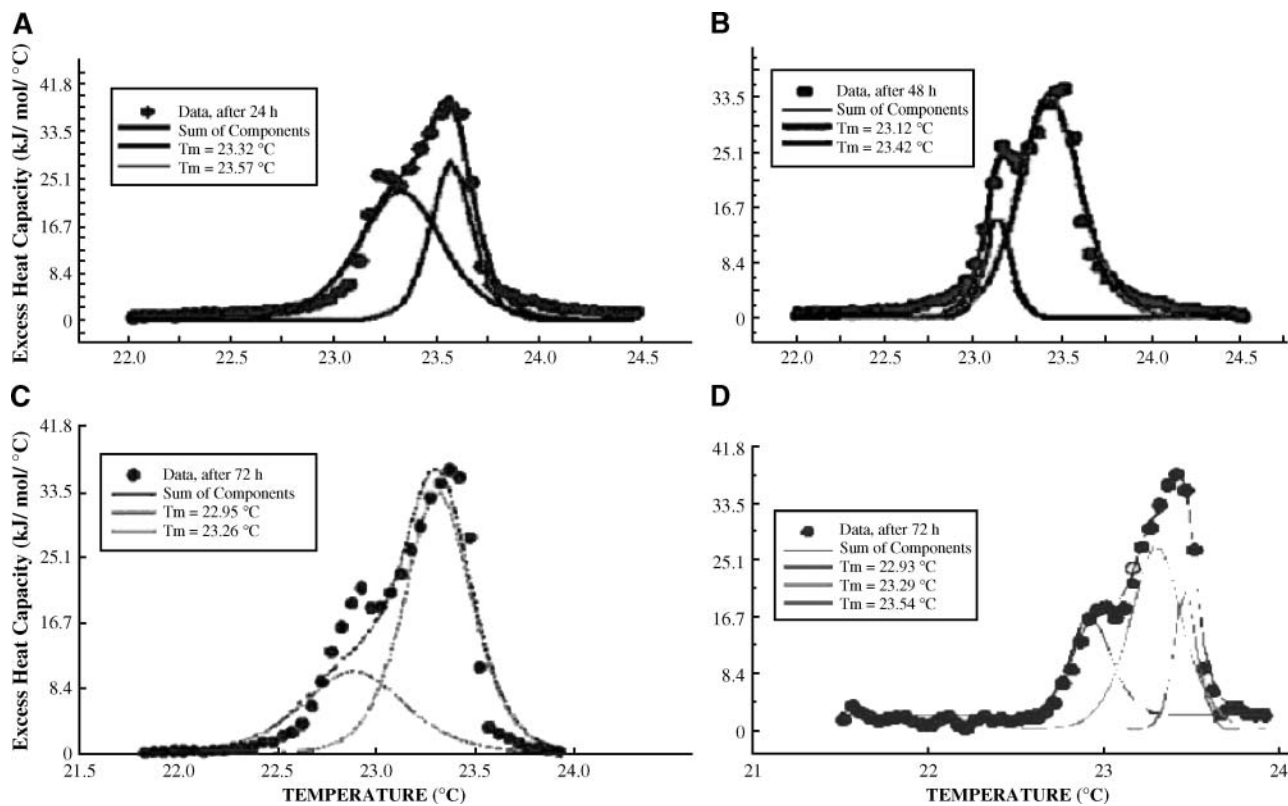 A
Excess Heat Capacity (kJ/ mol/ °C)
41.8
33.5
25.1
16.7
8.4
0
Data, after 24 h
Sum of Components
Tm = 23.32 °C
Tm = 23.57 °C
22.0 22.5 23.0 23.5 24.0 24.5
B
33.5
25.1
16.7
8.4
0
Data, after 48 h
Sum of Components
Tm = 23.12 °C
Tm = 23.42 °C
22.0 22.5 23.0 23.5 24.0 24.5
C
Excess Heat Capacity (kJ/ mol/ °C)
41.8
33.5
25.1
16.7
8.4
0
Data, after 72 h
Sum of Components
Tm = 22.95 °C
Tm = 23.26 °C
21.5 22.0 22.5 23.0 23.5 24.0
TEMPERATURE (°C)
D
41.8
33.5
25.1
16.7
8.4
0
Data, after 72 h
Sum of Components
Tm = 22.93 °C
Tm = 23.29 °C
Tm = 23.54 °C
21 22 23 24
TEMPERATURE (°C)